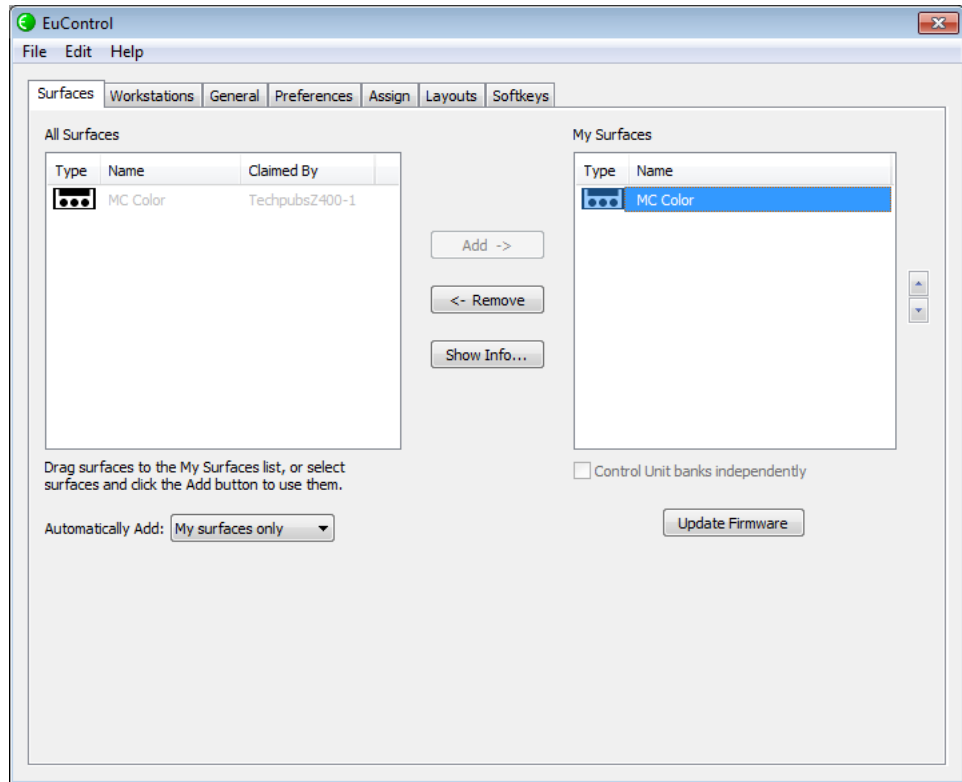 EuControl
File Edit Help
Surfaces Workstations General Preferences Assign Layouts Softkeys
All Surfaces
Type Name Claimed By
MC Color TechpubsZ400-1
Add ->
<- Remove
Show Info...
My Surfaces
Type Name
MC Color
Drag surfaces to the My Surfaces list, or select
surfaces and click the Add button to use them.
Control Unit banks independently
Automatically Add: My surfaces only
Update Firmware